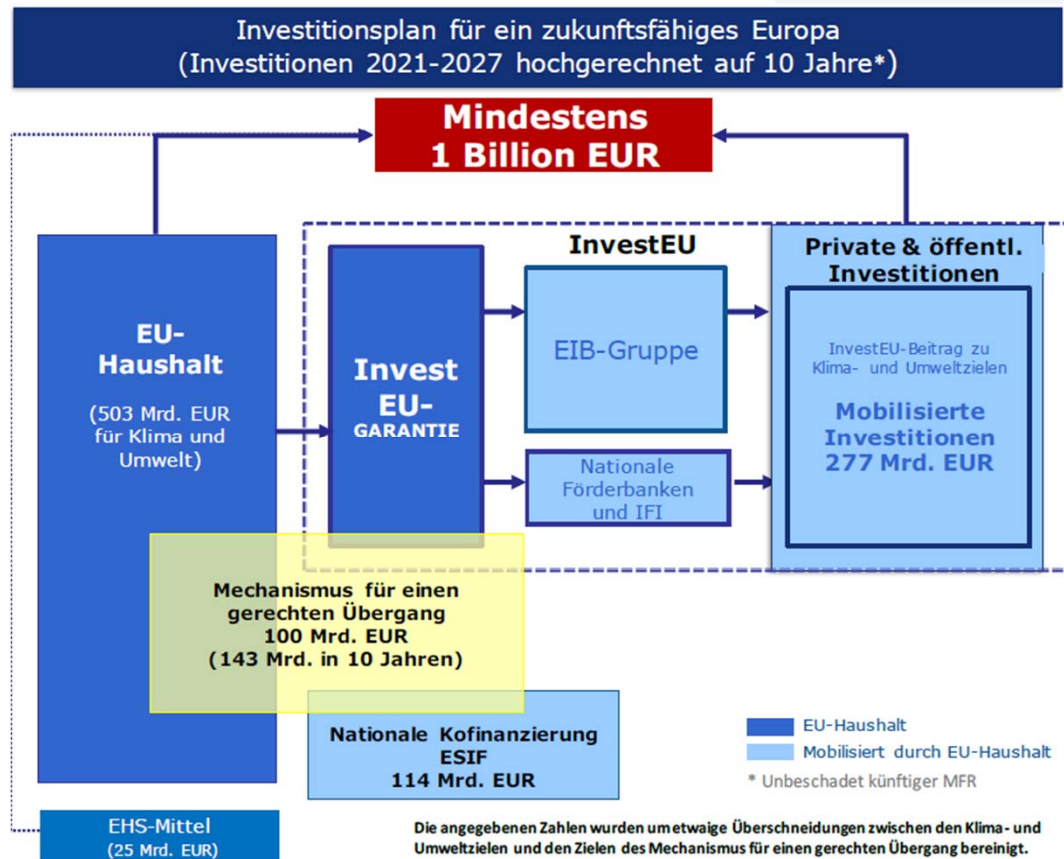 Investitionsplan für ein zukunftsfähiges Europa
(Investitionen 2021-2027 hochgerechnet auf 10 Jahre*)
Mindestens
1 Billion EUR
EU-
Haushalt
(503 Mrd. EUR
für Klima und
Umwelt)
Invest
EU-
GARANTIE
InvestEU
EIB-Gruppe
Nationale
Förderbanken
und IFI
Private & öffentl.
Investitionen
InvestEU-Beitrag zu
Klima- und Umweltzielen
Mobilisierte
Investitionen
277 Mrd. EUR
Mechanismus für einen
gerechten Übergang
100 Mrd. EUR
(143 Mrd. in 10 Jahren)
Nationale Kofinanzierung
ESIF
114 Mrd. EUR
EU-Haushalt
Mobilisiert durch EU-Haushalt
* Unbeschadet künftiger MFR
EHS-Mittel
(25 Mrd. EUR)
Die angegebenen Zahlen wurden um etwaige Überschneidungen zwischen den Klima- und
Umweltzielen und den Zielen des Mechanismus für einen gerechten Übergang bereinigt.